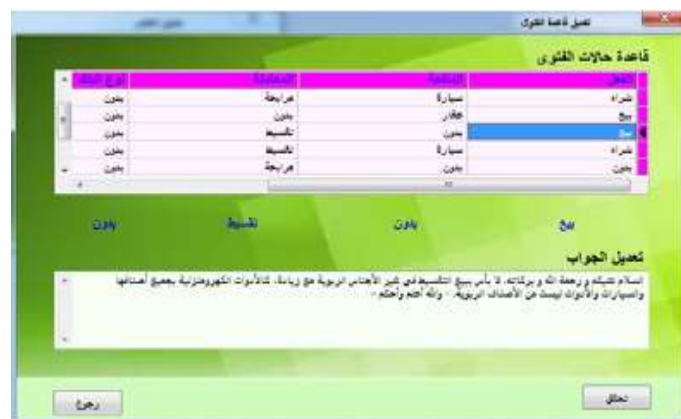 تعديل قاعدة الفتوى
قاعدة حالات الفتوى
الفعل المعاملة نوع البنك
شراء سيارة مرابحة بدون
بيع عقار بدون بدون
بيع بدون تقسيط بدون
شراء سيارة تقسيط بدون
بدون بدون مرابحة بدون
بيع بدون تقسيط بدون
تعديل الجواب
السلام عليكم و رحمة الله و بركاته، لا بأس ببيع التقسيط في غير الأجناس الربوية مع زيادة، كالأدوات الكهرومنزلية بجميع أصنافها
والسيارات والأدوات ليست من الأصناف الربوية. - والله أعلم وأحكم -
رجوع